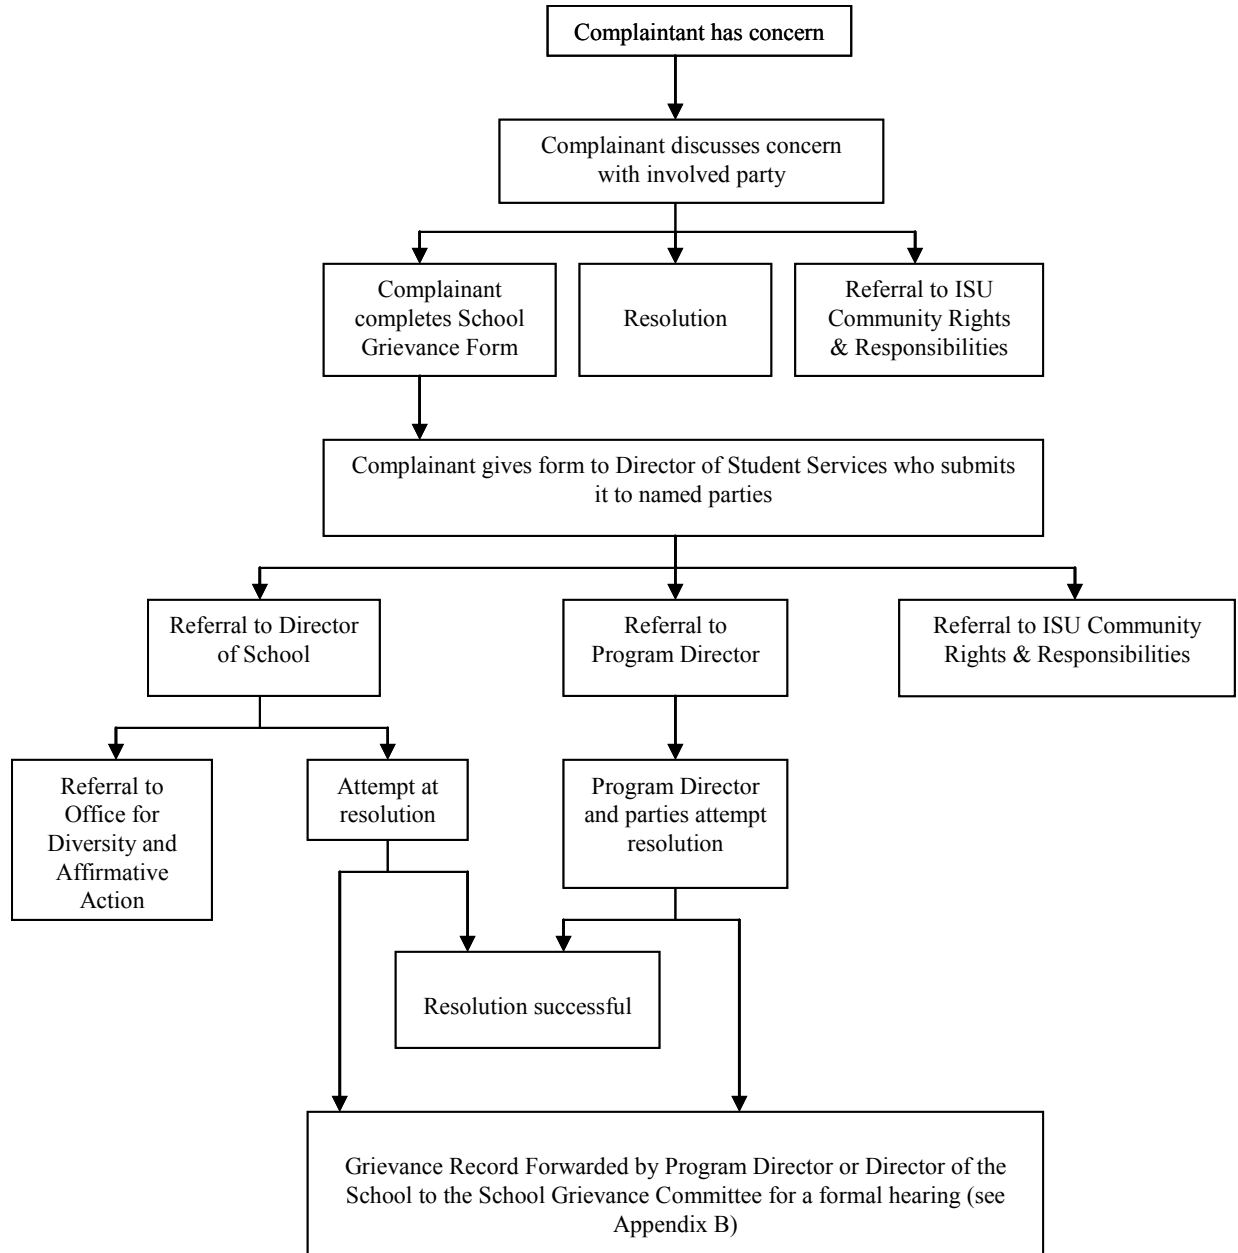 Complaintant has concern
Complainant discusses concern
with involved party
Complainant
completes School
Grievance Form
Resolution
Referral to ISU
Community Rights
& Responsibilities
Complainant gives form to Director of Student Services who submits
it to named parties
Referral to Director
of School
Referral to
Program Director
Referral to ISU Community
Rights & Responsibilities
Referral to
Office for
Diversity and
Affirmative
Action
Attempt at
resolution
Program Director
and parties attempt
resolution
Resolution successful
Grievance Record Forwarded by Program Director or Director of the
School to the School Grievance Committee for a formal hearing (see
Appendix B)